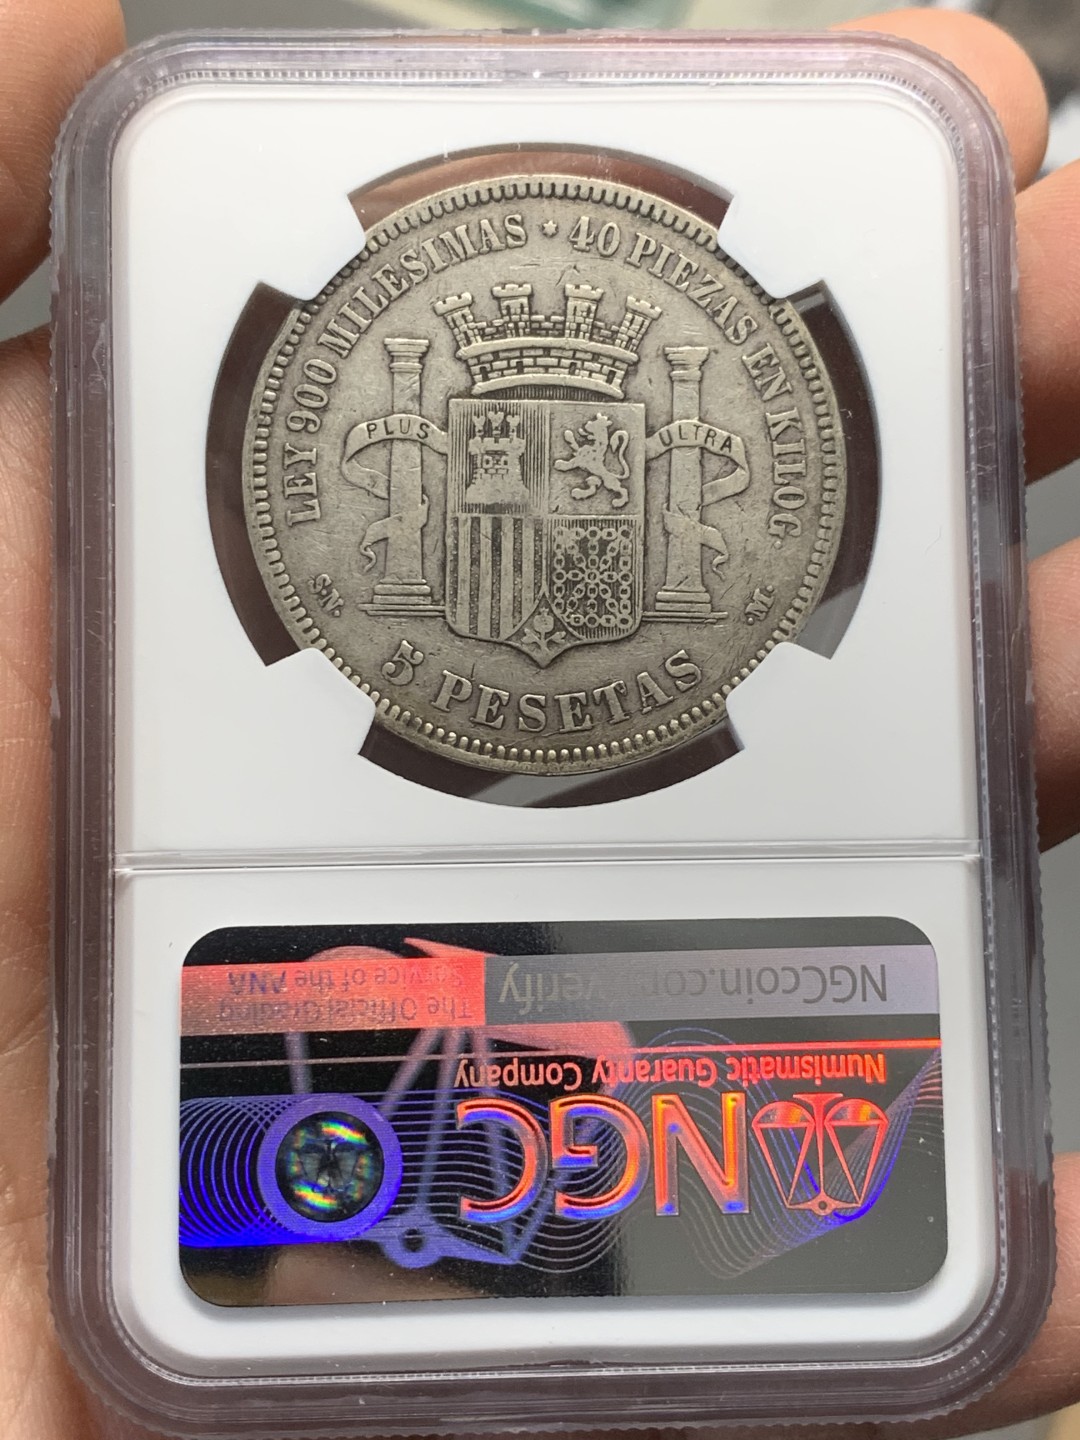 LEY 900 MILESIMAS * 40 PIEZAS EN KILOG.
PLUS ULTRA
S.N. .M.
5 PESETAS
NGC
Numismatic Guaranty Company
NGCcoin.com/verify
The Official Grading
Service of the ANA